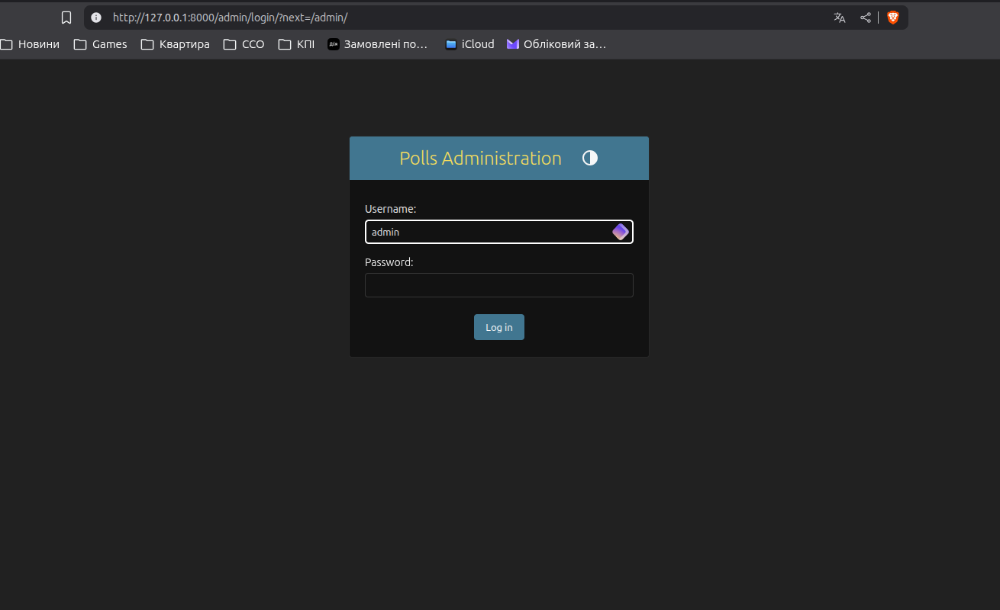 http://127.0.0.1:8000/admin/login/?next=/admin/
Новини Games Квартира ССО КПІ Дія Замовлені по… iCloud Обліковий за…
Polls Administration
Username:
admin
Password:
Log in